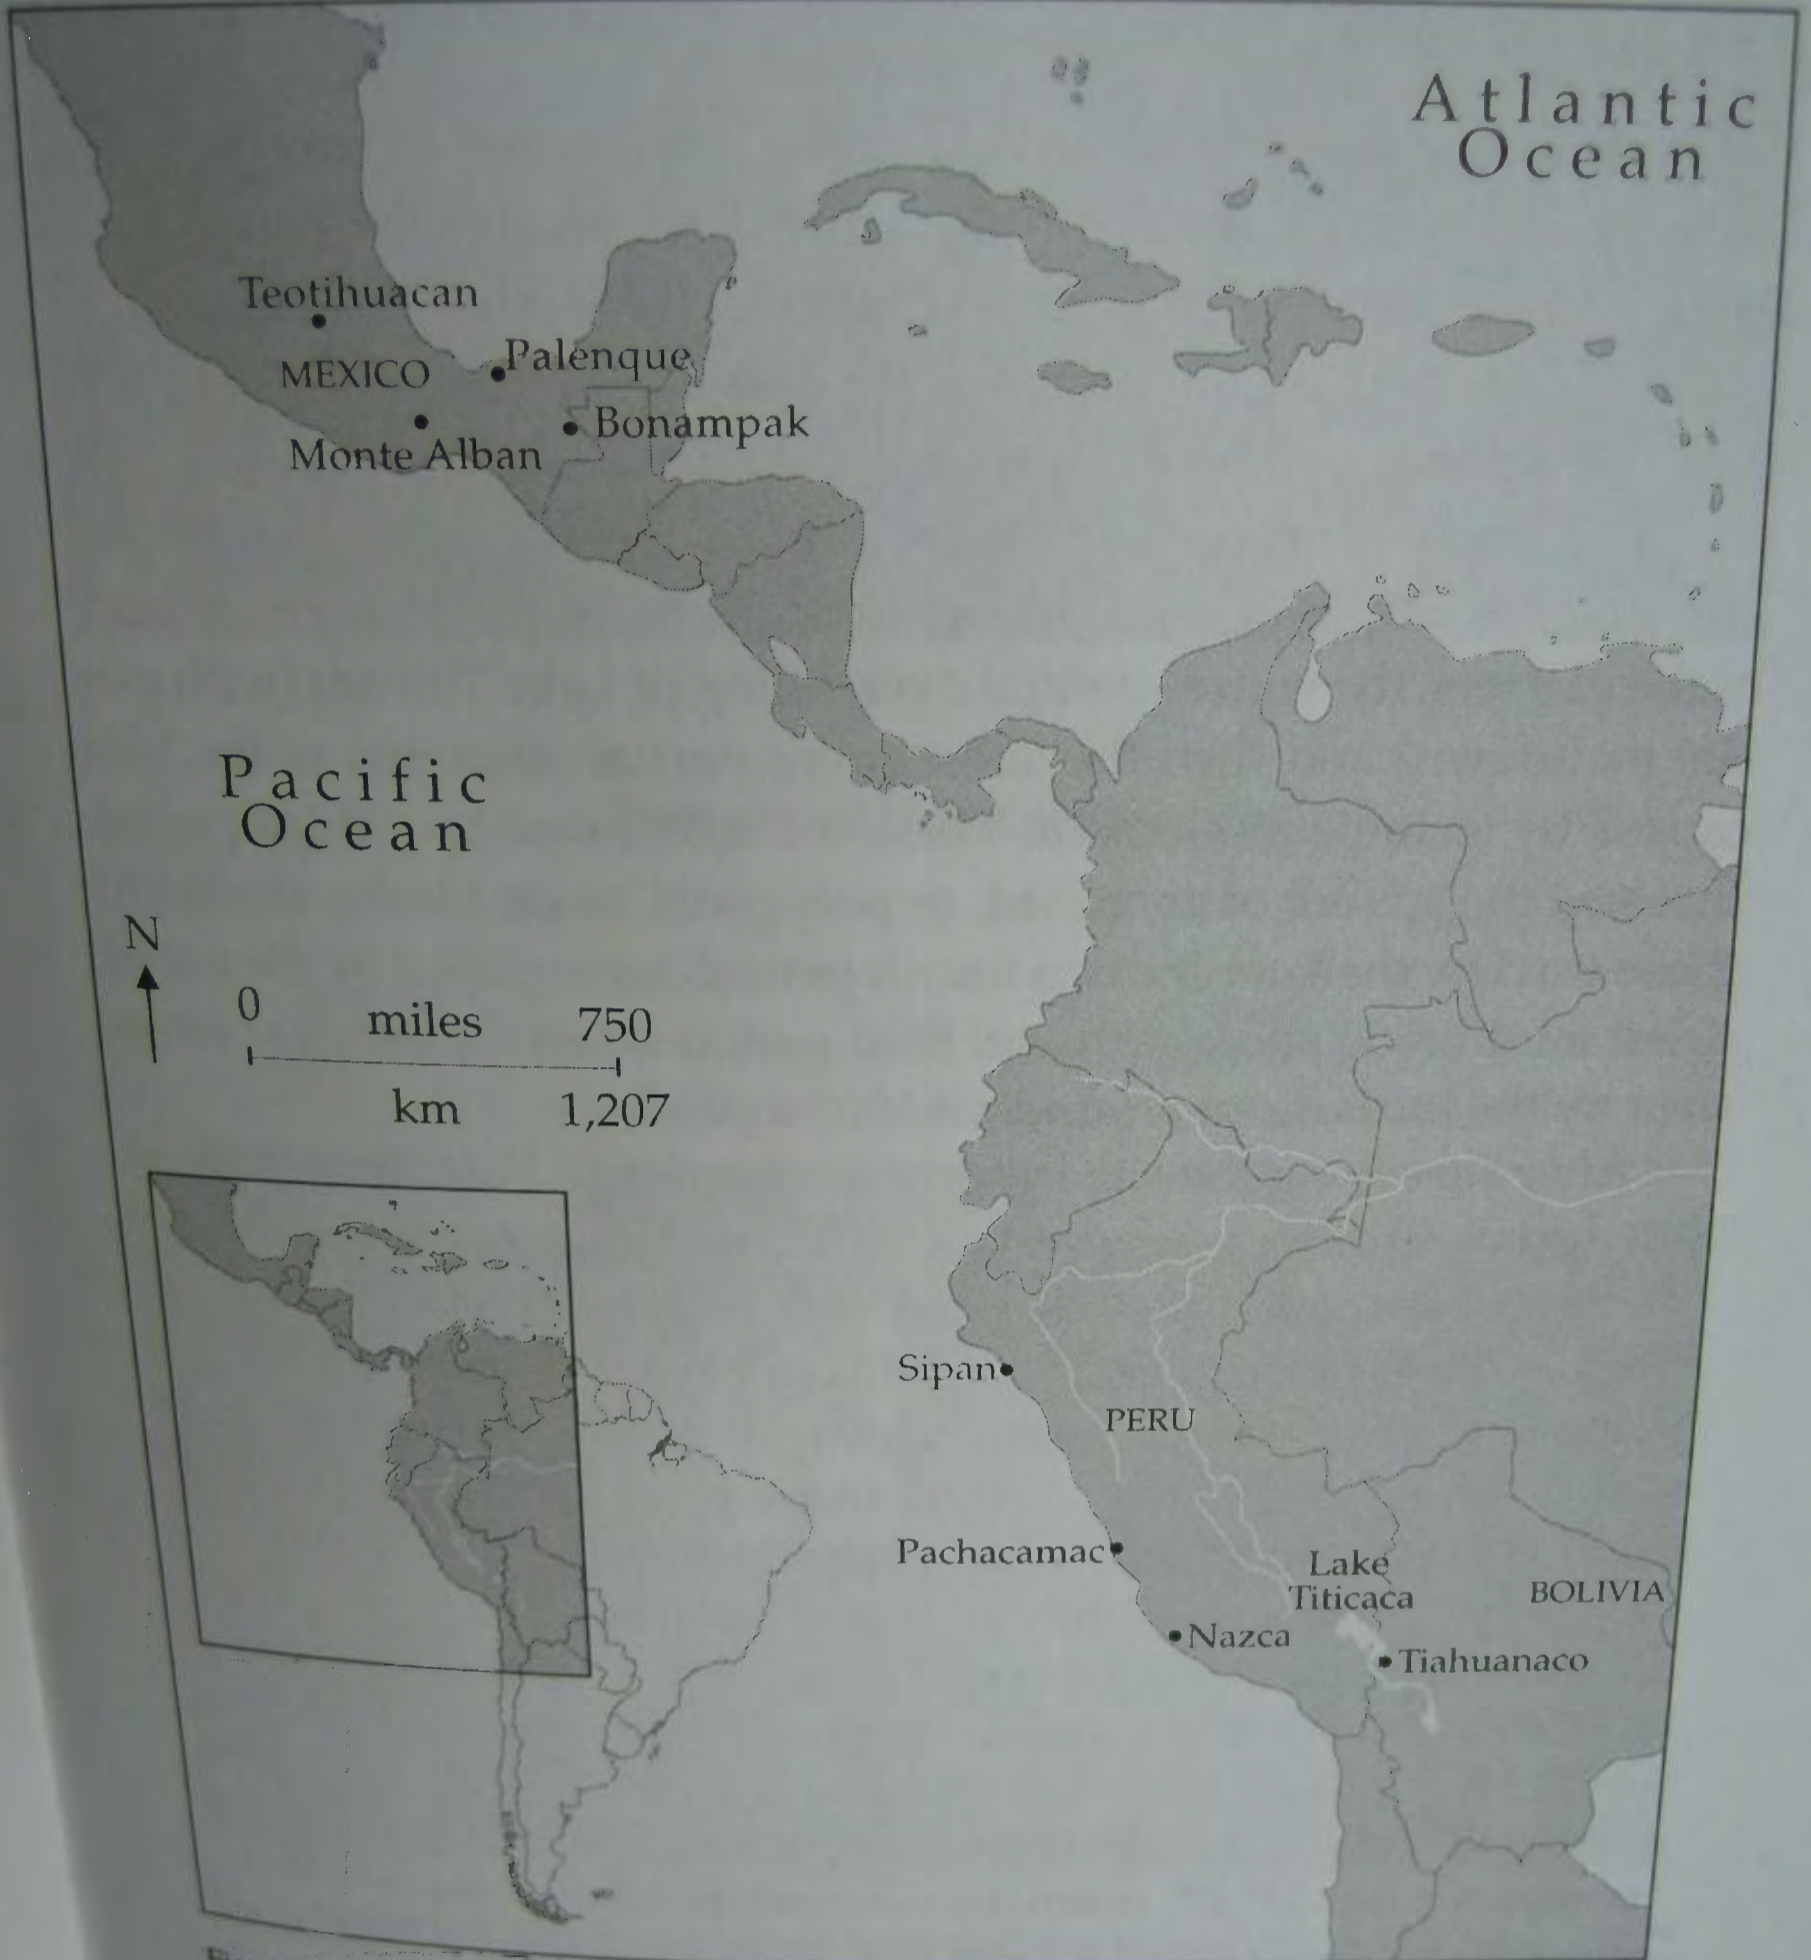 Atlantic
Ocean
Teotihuacan
MEXICO
Palenque
Bonampak
Monte Alban
Pacific
Ocean
N
0 miles 750
km 1,207
Sipan
PERU
Pachacamac
Lake
Titicaca
BOLIVIA
Nazca
Tiahuanaco